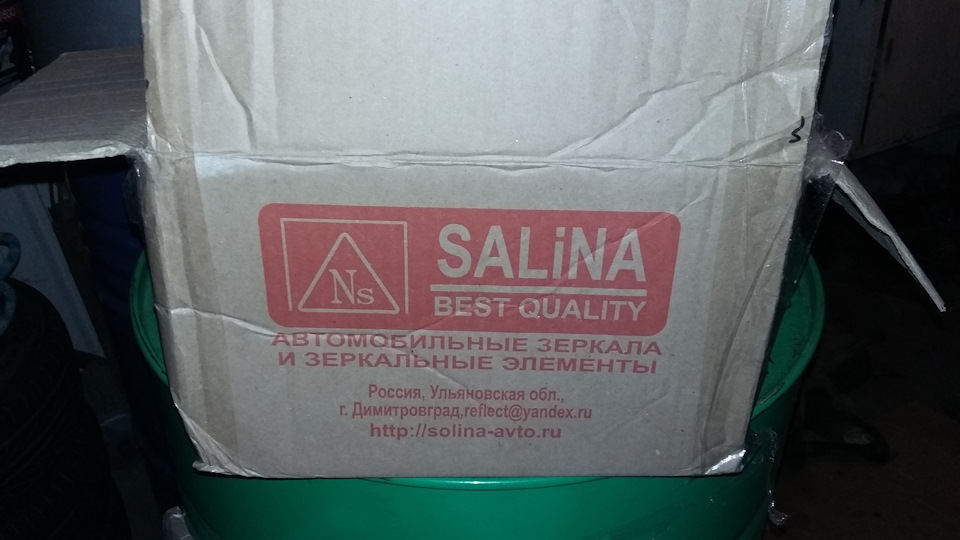 Ns
SALiNA
BEST QUALITY
АВТОМОБИЛЬНЫЕ ЗЕРКАЛА
И ЗЕРКАЛЬНЫЕ ЭЛЕМЕНТЫ
Россия, Ульяновская обл.,
г. Димитровград,reflect@yandex.ru
http://solina-avto.ru